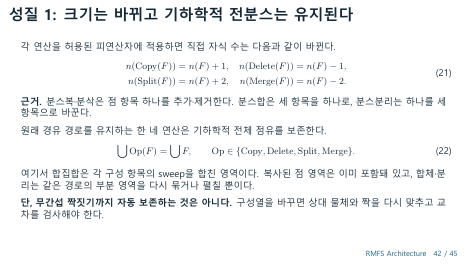 성질 1: 크기는 바뀌고 기하학적 전분스는 유지된다
각 연산을 허용된 피연산자에 적용하면 직접 자식 수는 다음과 같이 바뀐다.
n(Copy(F)) = n(F) + 1, n(Delete(F)) = n(F) − 1,
n(Split(F)) = n(F) + 2, n(Merge(F)) = n(F) − 2.
(21)
근거. 분스복·분삭은 점 항목 하나를 추가·제거한다. 분스합은 세 항목을 하나로, 분스분리는 하나를 세
항목으로 바꾼다.
원래 경유 경로를 유지하는 한 네 연산은 기하학적 전체 점유를 보존한다.
⋃ Op(F) = ⋃ F, Op ∈ {Copy, Delete, Split, Merge}.
(22)
여기서 합집합은 각 구성 항목의 sweep을 합친 영역이다. 복사된 점 영역은 이미 포함돼 있고, 합체·분
리는 같은 경로의 부분 영역을 다시 묶거나 펼칠 뿐이다.
단, 무간섭 짝짓기까지 자동 보존하는 것은 아니다. 구성열을 바꾸면 상대 물체와 짝을 다시 맞추고 교
차를 검사해야 한다.
RMFS Architecture 42 / 45